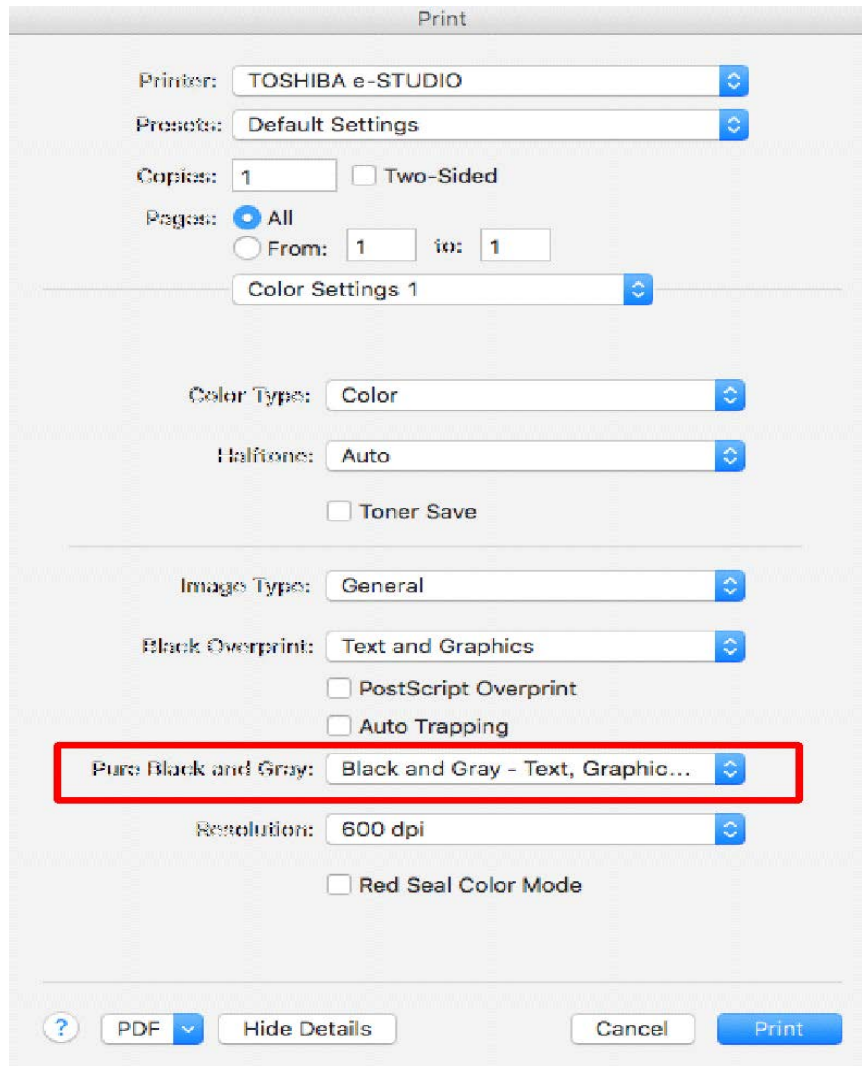 Print
Printer: TOSHIBA e-STUDIO
Presets: Default Settings
Copies: 1 Two-Sided
Pages: All
From: 1 to: 1
Color Settings 1
Color Type: Color
Halftone: Auto
Toner Save
Image Type: General
Black Overprint: Text and Graphics
PostScript Overprint
Auto Trapping
Pure Black and Gray: Black and Gray - Text, Graphic...
Resolution: 600 dpi
Red Seal Color Mode
? PDF Hide Details Cancel Print